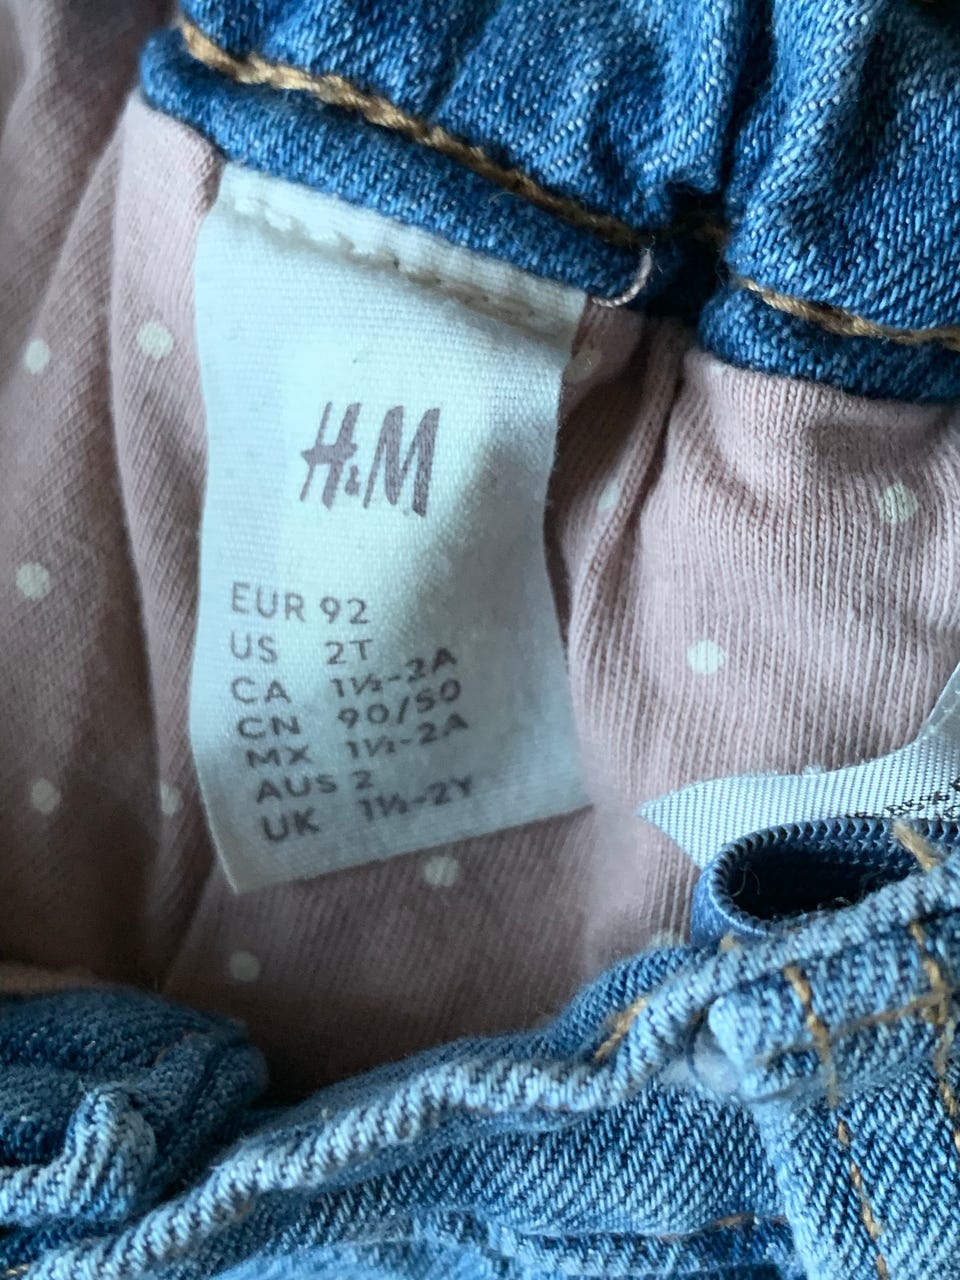 H&M
EUR 92
US 2T
CA 1½-2A
CN 90/50
MX 1½-2A
AUS 2
UK 1½-2Y